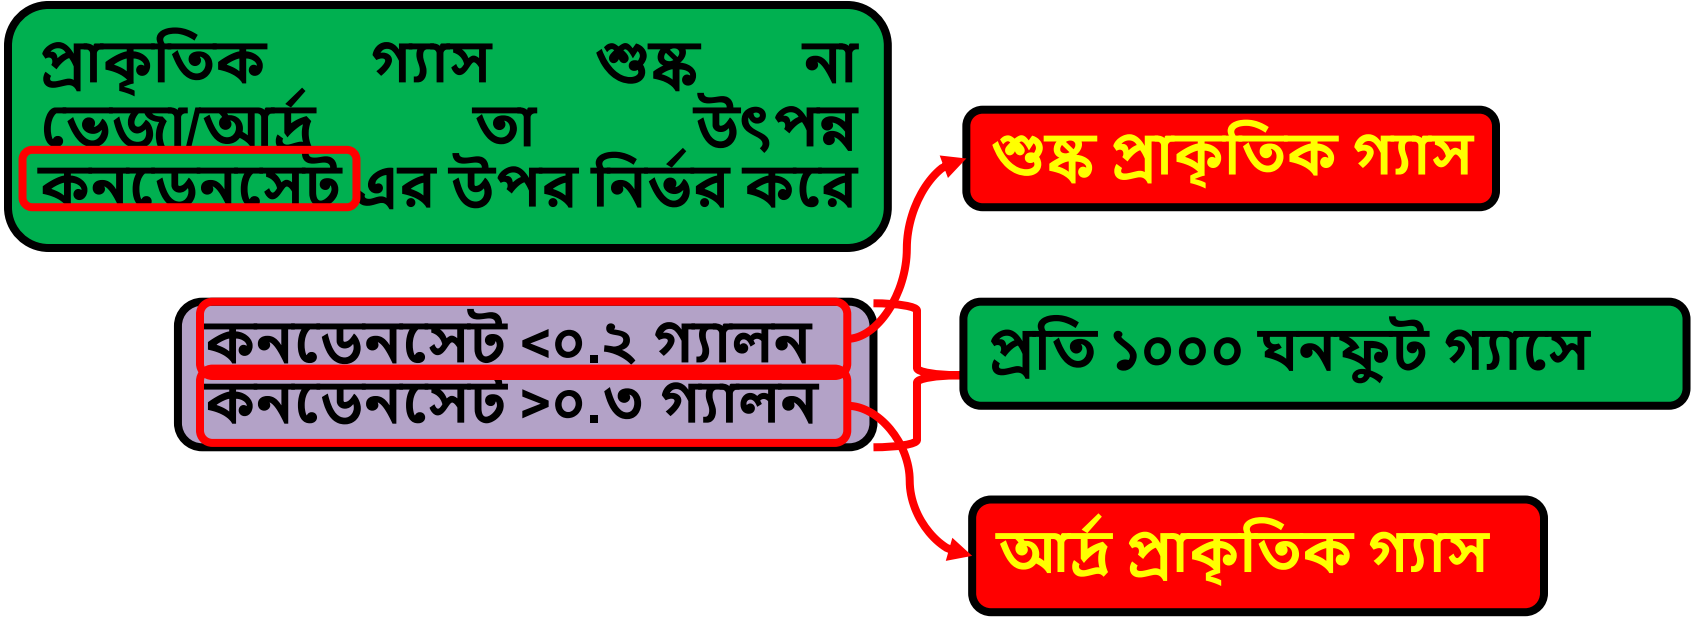 প্রাকৃতিক গ্যাস শুষ্ক না
ভেজা/আর্দ্র তা উৎপন্ন
কনডেনসেট এর উপর নির্ভর করে
শুষ্ক প্রাকৃতিক গ্যাস
কনডেনসেট <০.২ গ্যালন
কনডেনসেট >০.৩ গ্যালন
প্রতি ১০০০ ঘনফুট গ্যাসে
আর্দ্র প্রাকৃতিক গ্যাস